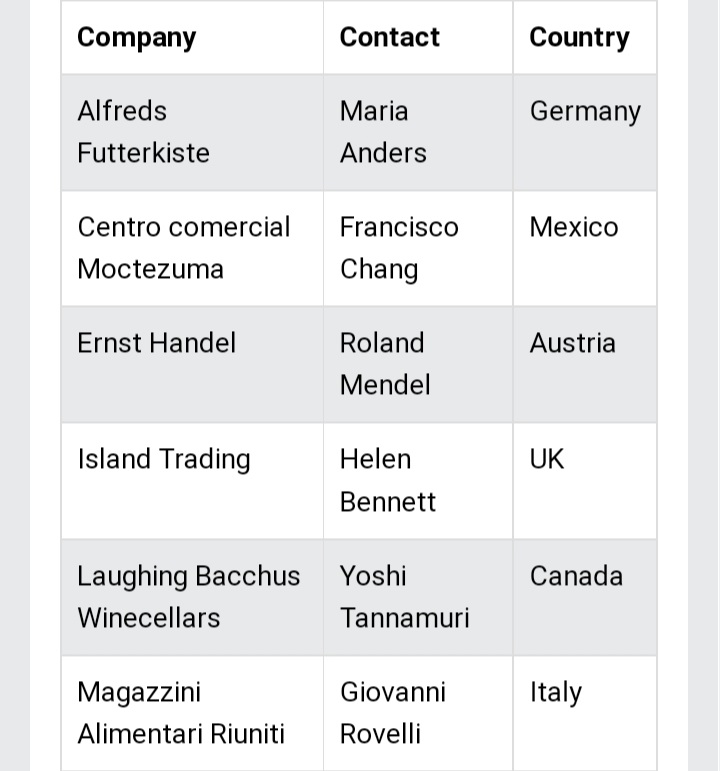 Company Contact Country
Alfreds Maria Germany
Futterkiste Anders
Centro comercial Francisco Mexico
Moctezuma Chang
Ernst Handel Roland Austria
Mendel
Island Trading Helen UK
Bennett
Laughing Bacchus Yoshi Canada
Winecellars Tannamuri
Magazzini Giovanni Italy
Alimentari Riuniti Rovelli